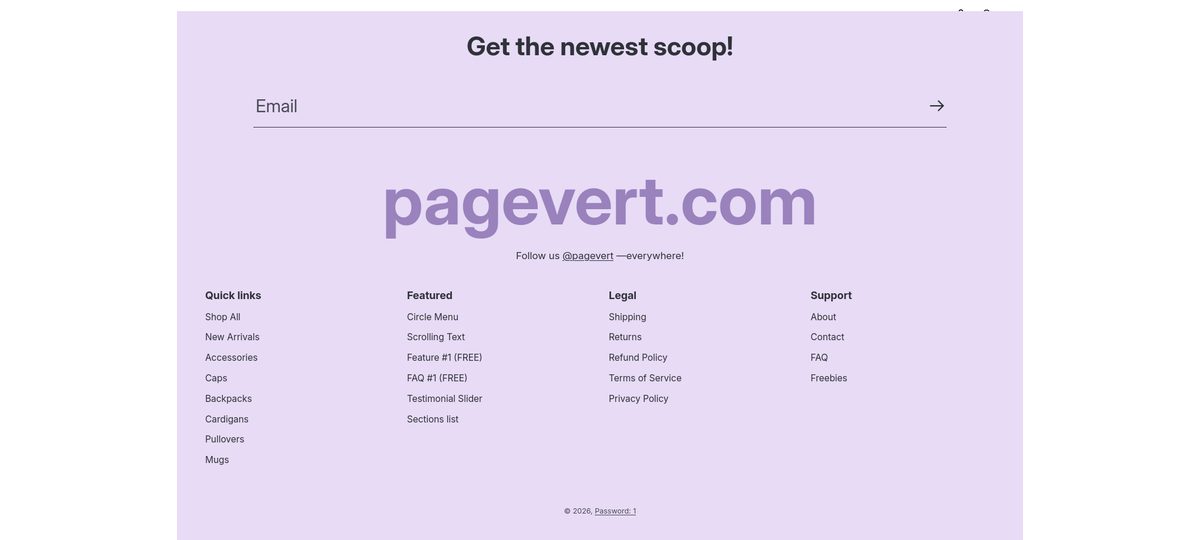 Get the newest scoop!
Email
pagevert.com
Follow us @pagevert —everywhere!
Quick links
Shop All
New Arrivals
Accessories
Caps
Backpacks
Cardigans
Pullovers
Mugs
Featured
Circle Menu
Scrolling Text
Feature #1 (FREE)
FAQ #1 (FREE)
Testimonial Slider
Sections list
Legal
Shipping
Returns
Refund Policy
Terms of Service
Privacy Policy
Support
About
Contact
FAQ
Freebies
© 2026, Password: 1